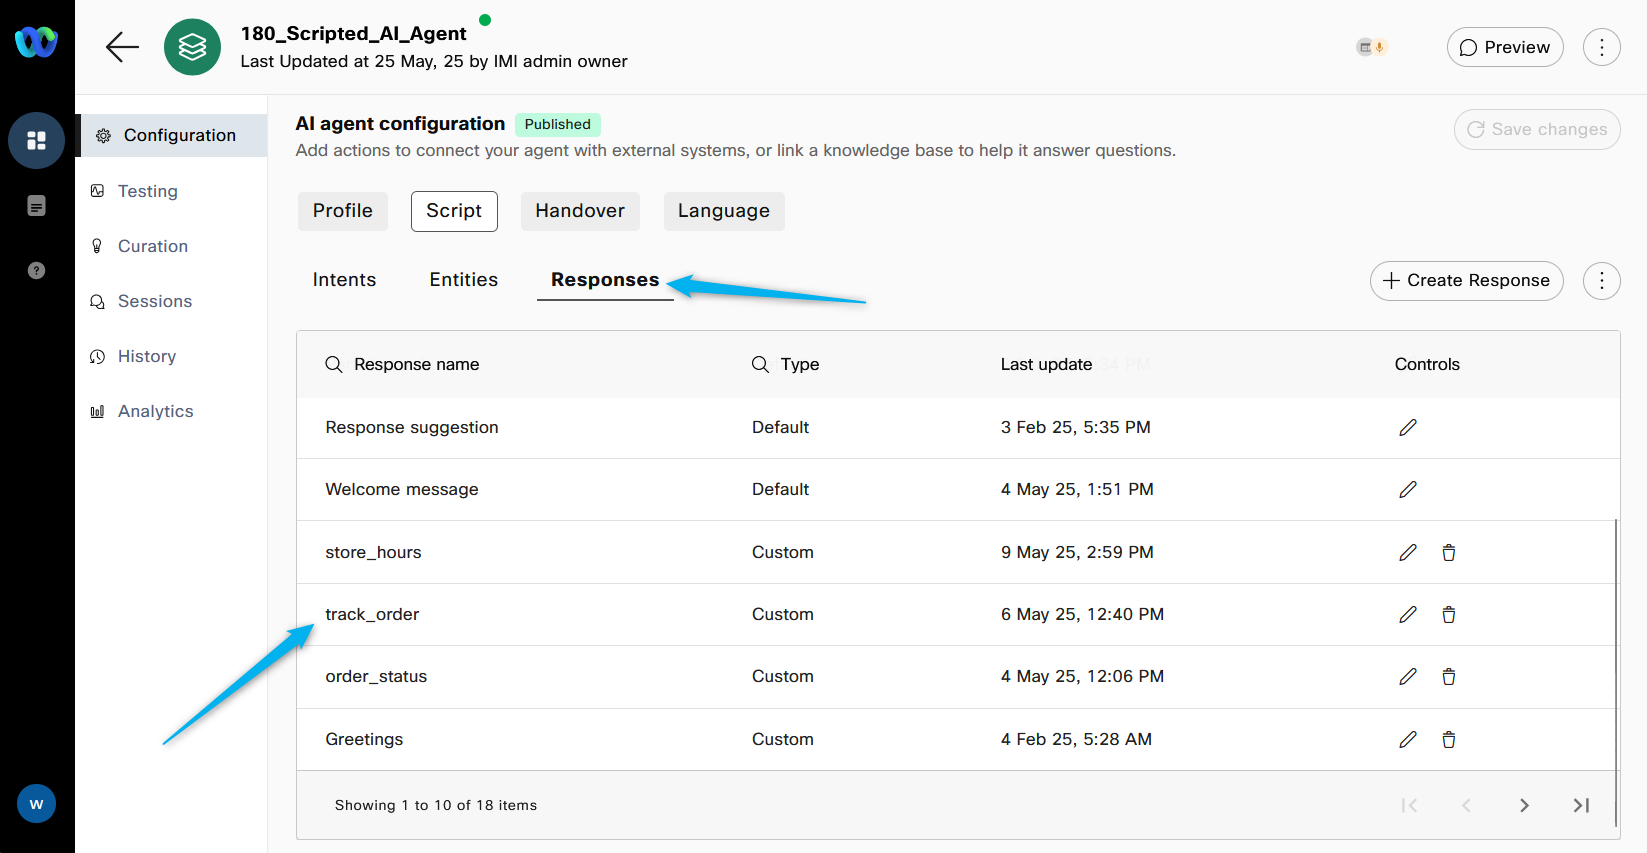 180_Scripted_AI_Agent
Last Updated at 25 May, 25 by IMI admin owner
Preview
Configuration
Testing
Curation
Sessions
History
Analytics
?
W
AI agent configuration Published
Save changes
Add actions to connect your agent with external systems, or link a knowledge base to help it answer questions.
Profile Script Handover Language
Intents Entities Responses
Create Response
Response name Type Last update Controls
Response suggestion Default 3 Feb 25, 5:35 PM
Welcome message Default 4 May 25, 1:51 PM
store_hours Custom 9 May 25, 2:59 PM
track_order Custom 6 May 25, 12:40 PM
order_status Custom 4 May 25, 12:06 PM
Greetings Custom 4 Feb 25, 5:28 AM
Showing 1 to 10 of 18 items